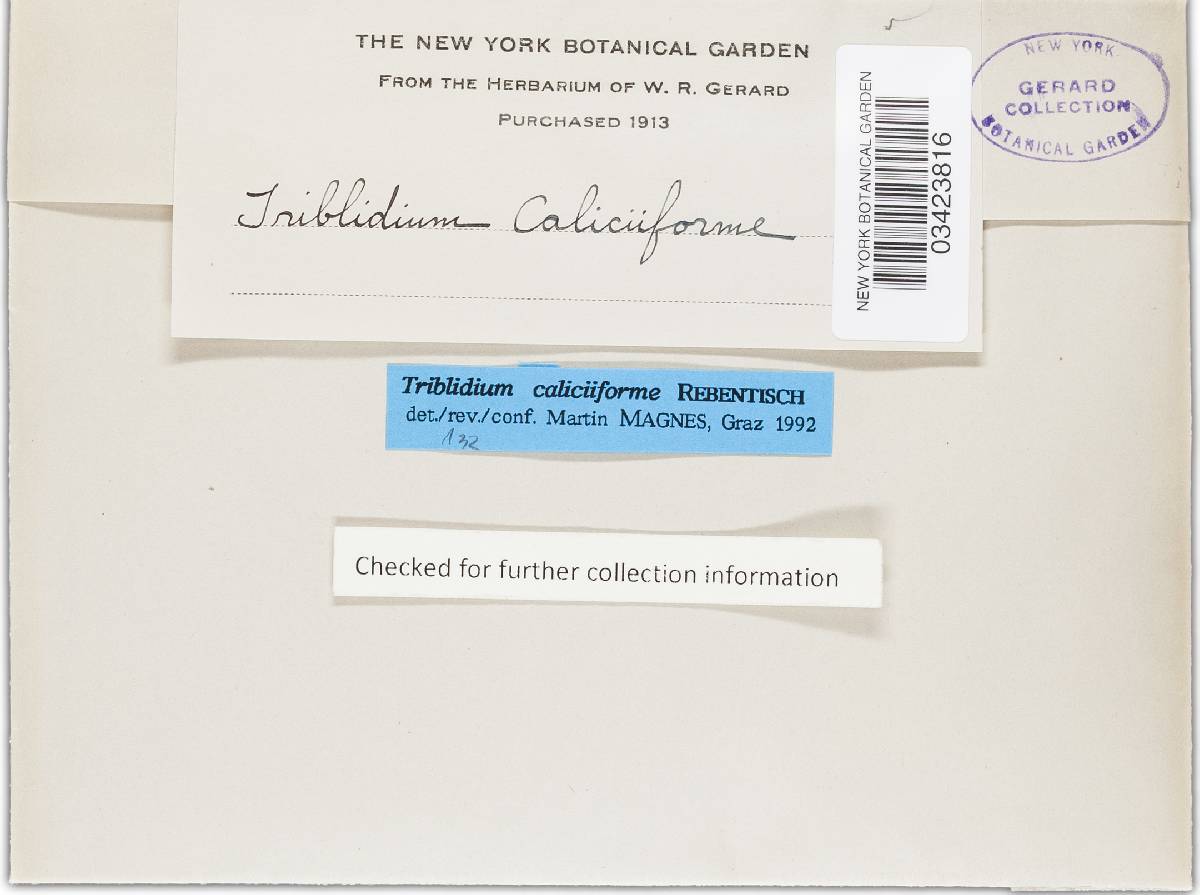 THE NEW YORK BOTANICAL GARDEN
FROM THE HERBARIUM OF W. R. GERARD
PURCHASED 1913
Triblidium Caliciiforme
NEW YORK BOTANICAL GARDEN
03423816
NEW YORK
GERARD
COLLECTION
BOTANICAL GARDEN
Triblidium caliciiforme REBENTISCH
det./rev./conf. Martin MAGNES, Graz 1992
132
Checked for further collection information